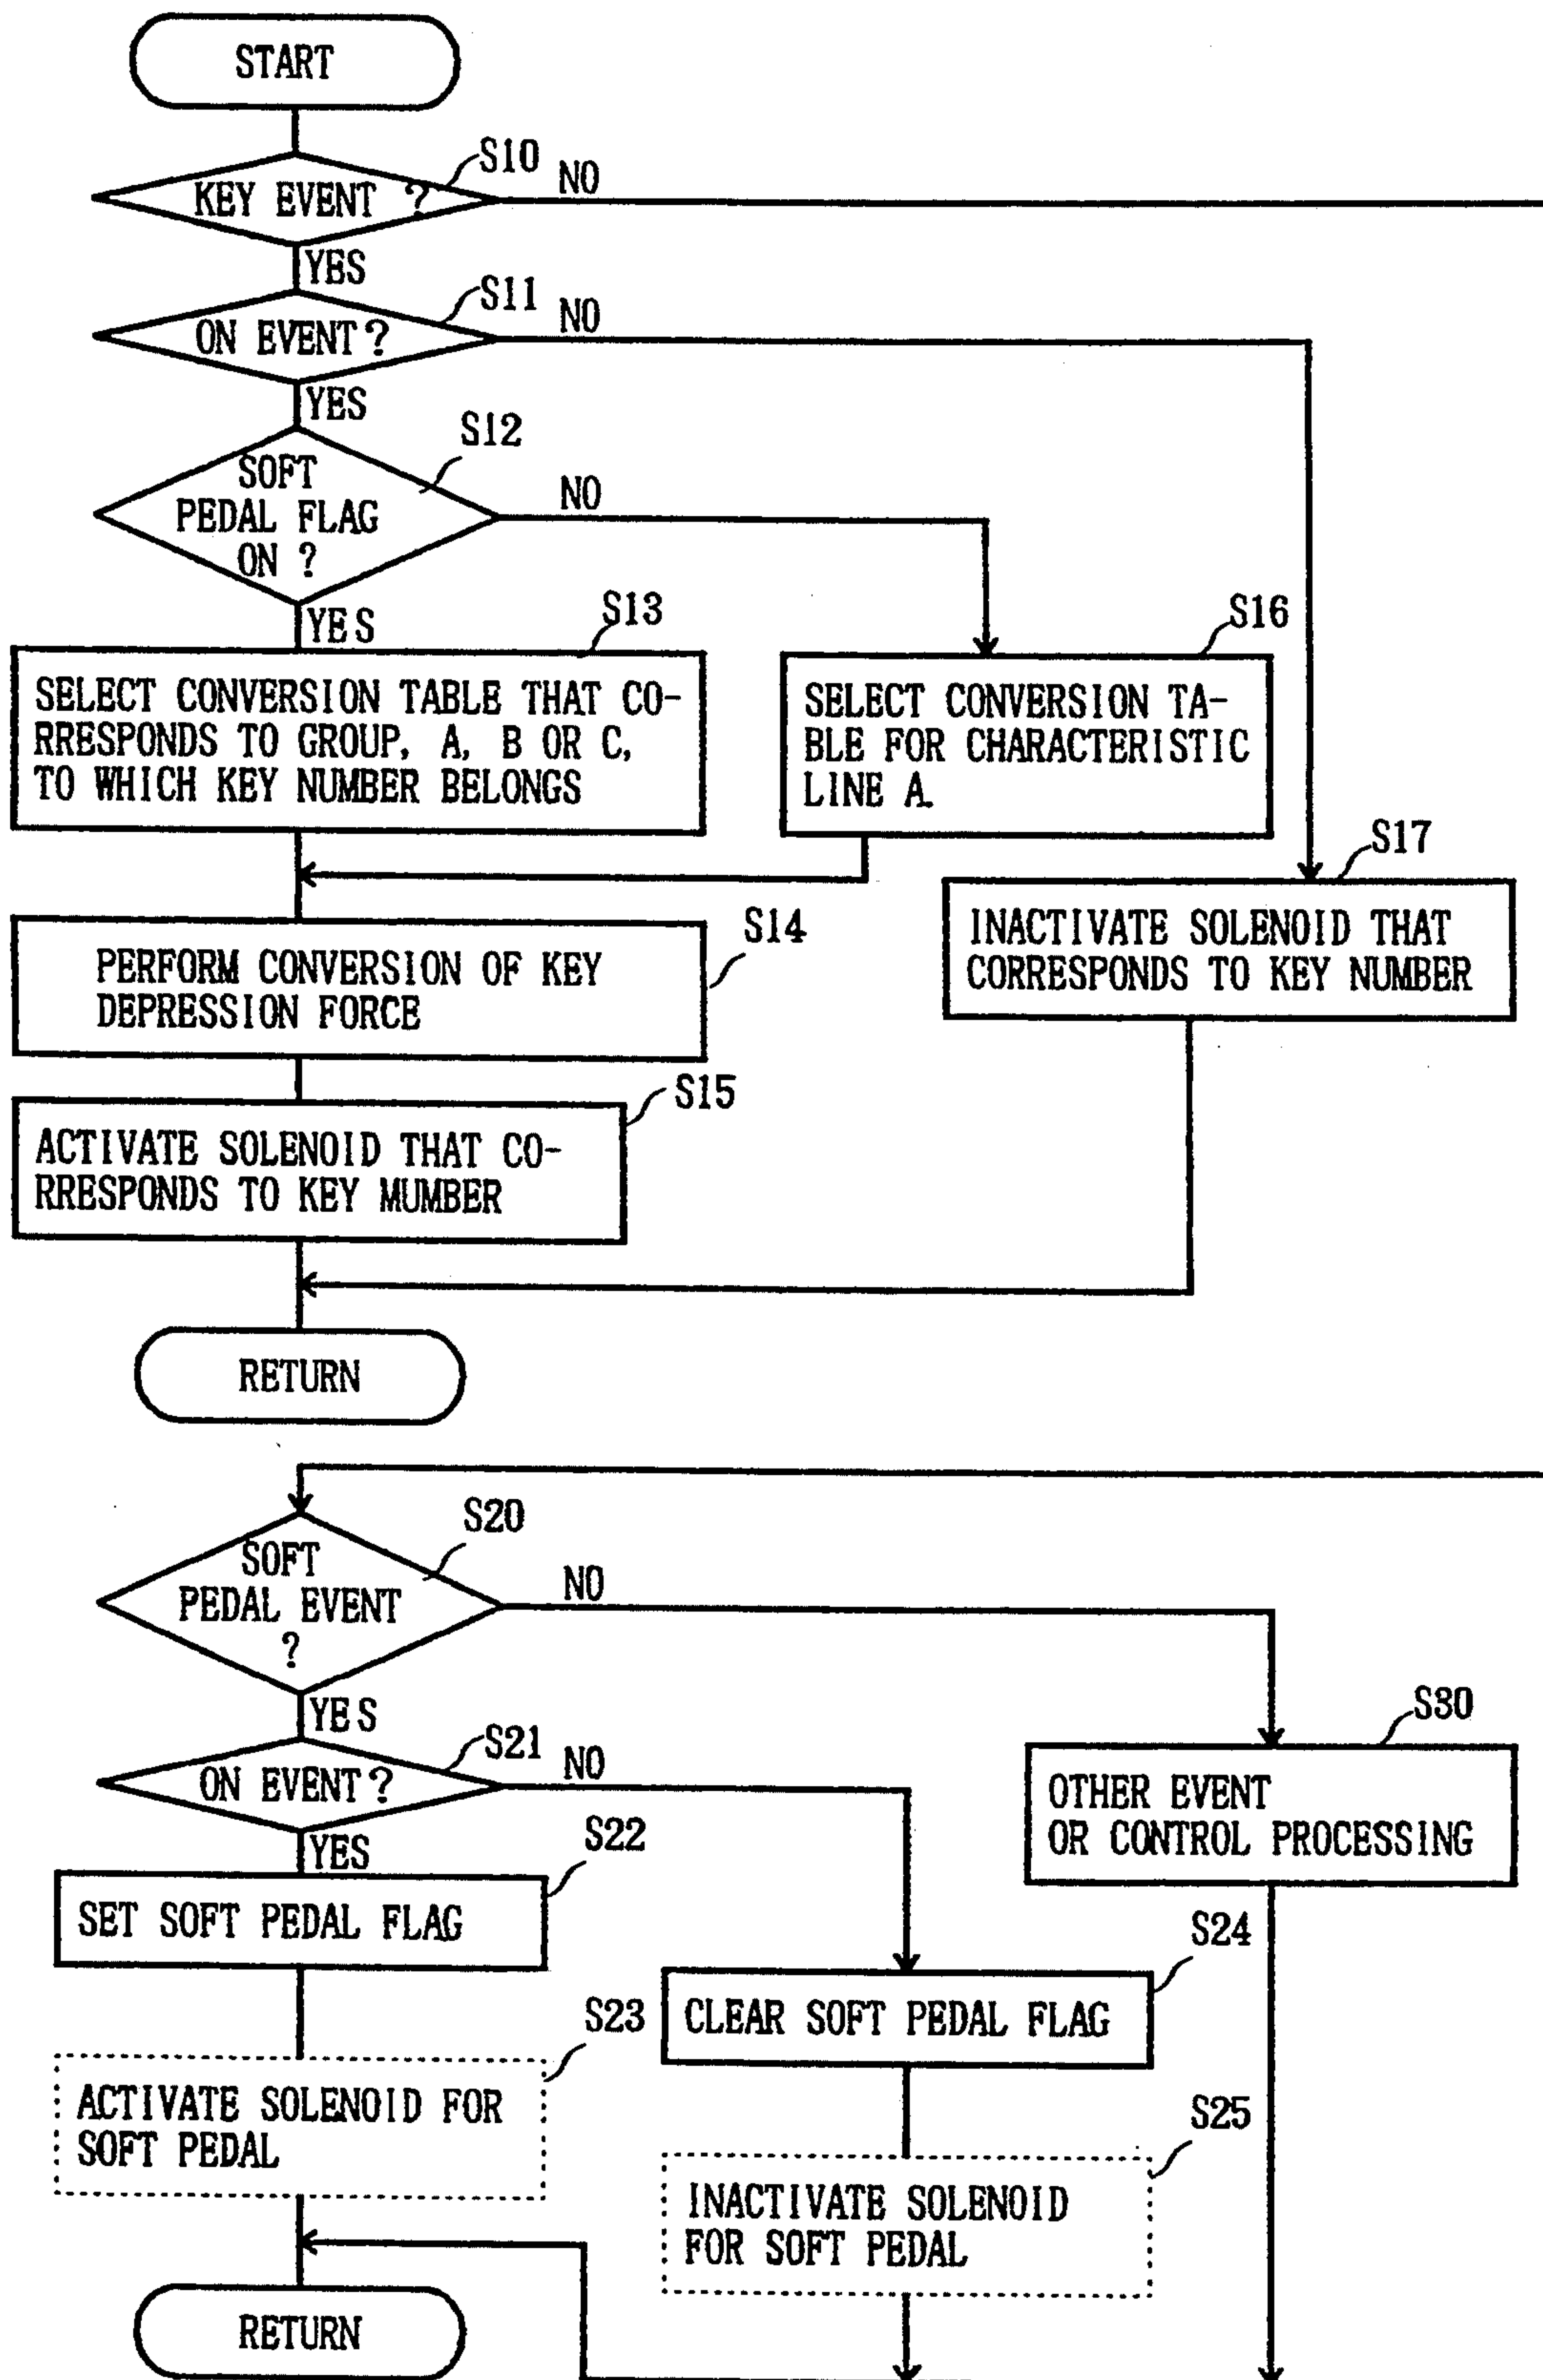 START
S10
KEY EVENT ?
NO
YES
S11
ON EVENT?
NO
YES
S12
SOFT
PEDAL FLAG
ON ?
NO
YES
S13
SELECT CONVERSION TABLE THAT CO-
RRESPONDS TO GROUP, A, B OR C,
TO WHICH KEY NUMBER BELONGS
S16
SELECT CONVERSION TA-
BLE FOR CHARACTERISTIC
LINE A.
S17
INACTIVATE SOLENOID THAT
CORRESPONDS TO KEY NUMBER
S14
PERFORM CONVERSION OF KEY
DEPRESSION FORCE
S15
ACTIVATE SOLENOID THAT CO-
RRESPONDS TO KEY MUMBER
RETURN
S20
SOFT
PEDAL EVENT
?
NO
YES
S21
ON EVENT?
NO
YES
S30
OTHER EVENT
OR CONTROL PROCESSING
S22
SET SOFT PEDAL FLAG
S24
CLEAR SOFT PEDAL FLAG
S23
ACTIVATE SOLENOID FOR
SOFT PEDAL
S25
INACTIVATE SOLENOID
FOR SOFT PEDAL
RETURN